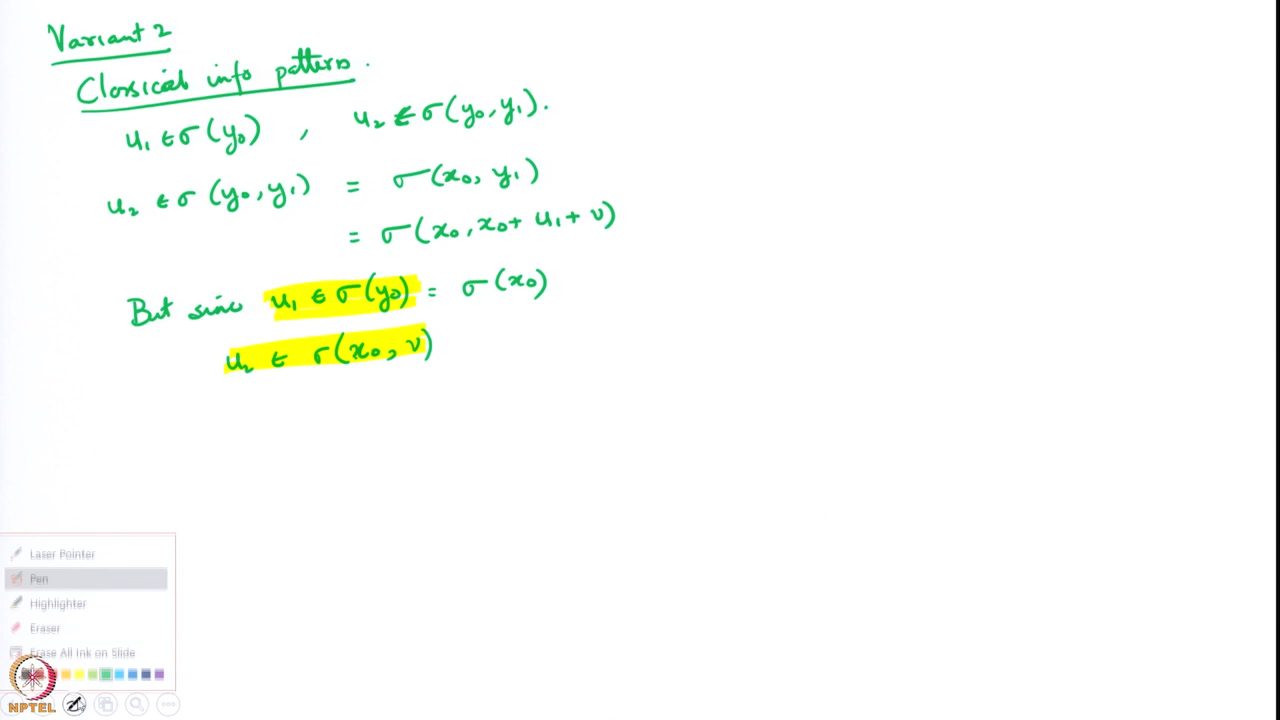 Variant 2
Classical info pattern.
u₁ ∈ σ(y₀) , u₂ ∈ σ(y₀, y₁).
u₂ ∈ σ(y₀, y₁) = σ(x₀, y₁)
= σ(x₀, x₀ + u₁ + v)
But since u₁ ∈ σ(y₀) = σ(x₀)
u₂ ∈ σ(x₀, v)
Laser Pointer
Pen
Highlighter
Eraser
Erase All Ink on Slide
NPTEL